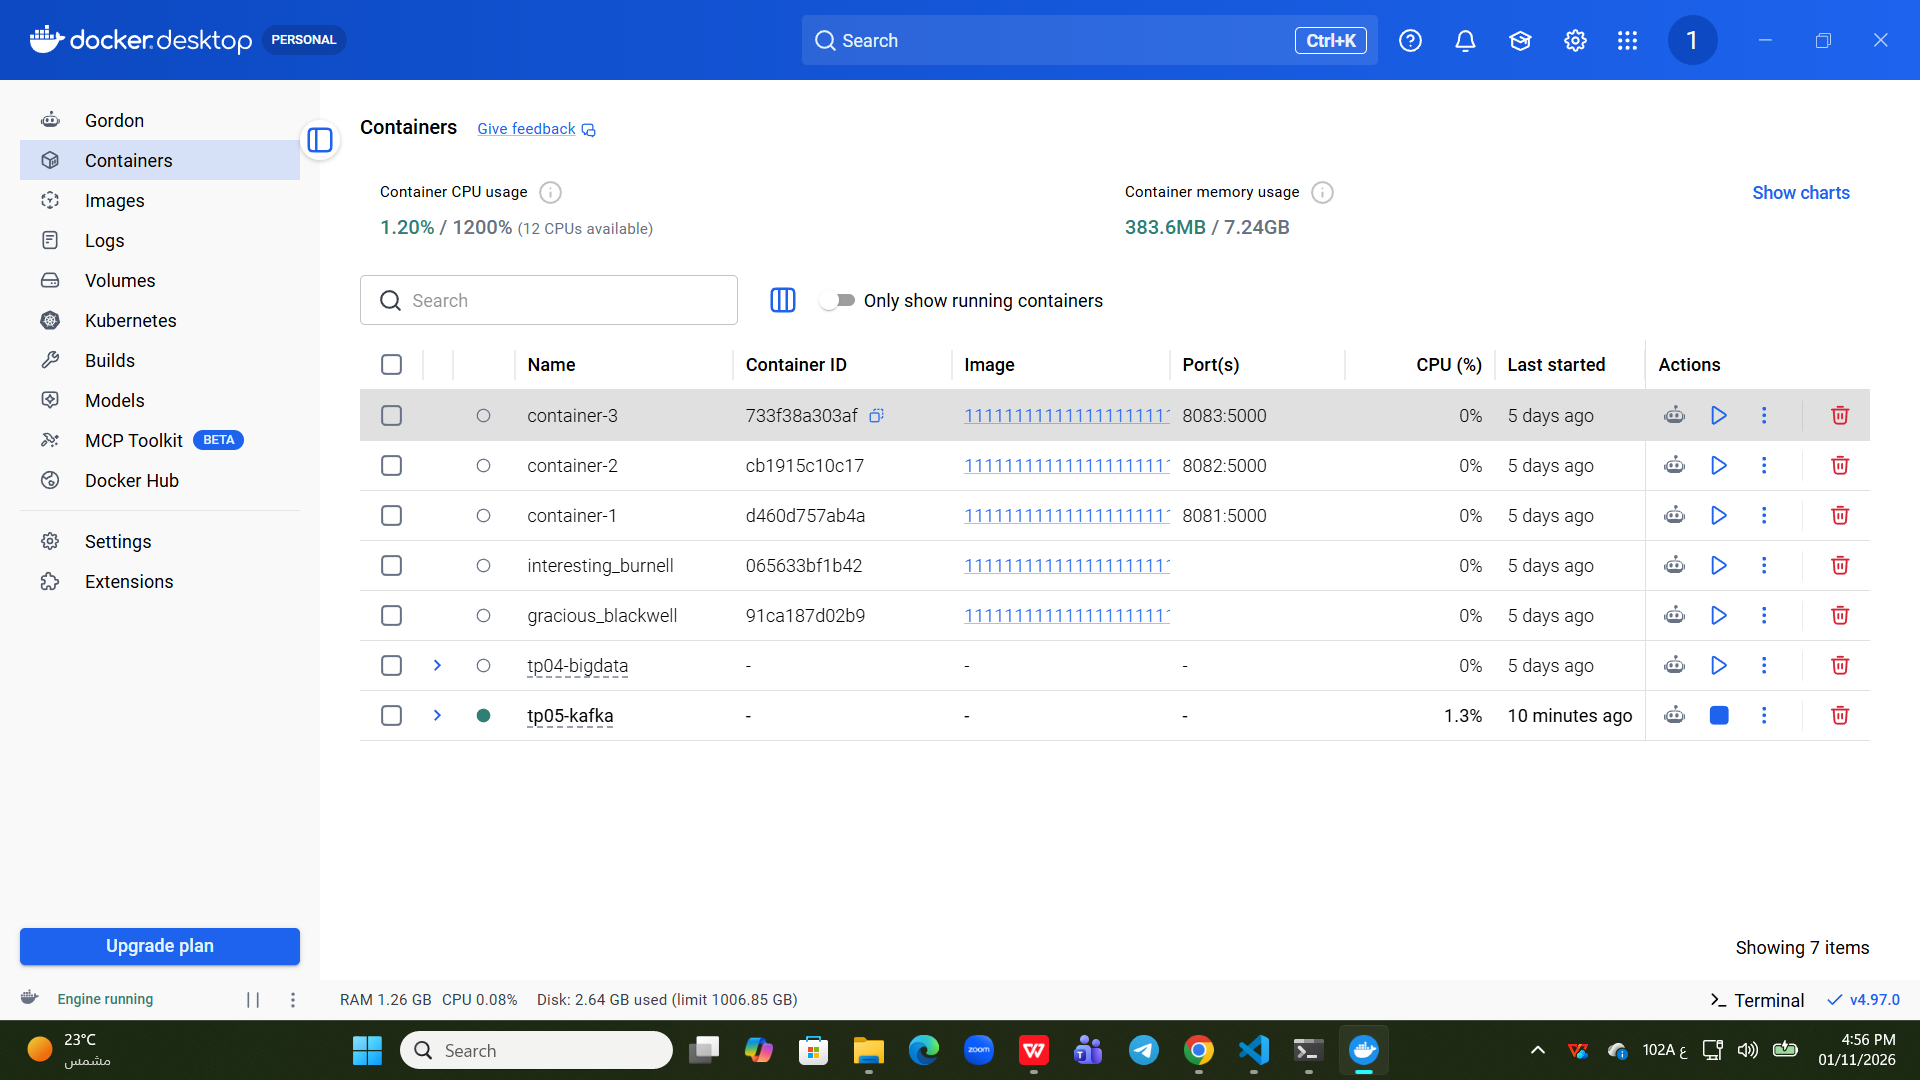 docker.desktop PERSONAL
Search Ctrl+K
1
Gordon
Containers
Images
Logs
Volumes
Kubernetes
Builds
Models
MCP Toolkit BETA
Docker Hub
Settings
Extensions
Upgrade plan
Containers Give feedback
Container CPU usage
1.20% / 1200% (12 CPUs available)
Container memory usage
383.6MB / 7.24GB
Show charts
Search
Only show running containers
Name Container ID Image Port(s) CPU (%) Last started Actions
container-3 733f38a303af 8083:5000 0% 5 days ago
container-2 cb1915c10c17 8082:5000 0% 5 days ago
container-1 d460d757ab4a 8081:5000 0% 5 days ago
interesting_burnell 065633bf1b42 0% 5 days ago
gracious_blackwell 91ca187d02b9 0% 5 days ago
tp04-bigdata - - - 0% 5 days ago
tp05-kafka - - - 1.3% 10 minutes ago
Showing 7 items
Engine running
RAM 1.26 GB CPU 0.08% Disk: 2.64 GB used (limit 1006.85 GB)
Terminal v4.97.0
23°C
مشمس
Search
zoom
102A ع
4:56 PM
01/11/2026